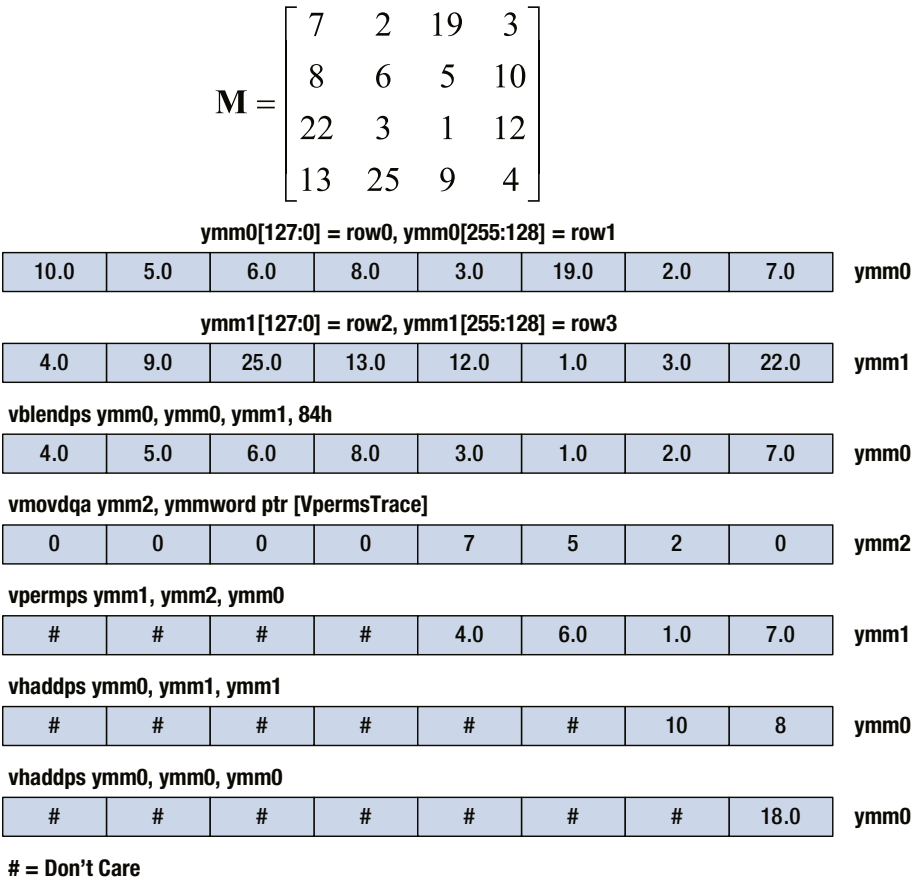 7 2 19 3
8 6 5 10
M = 22 3 1 12
13 25 9 4
ymm0[127:0] = row0, ymm0[255:128] = row1
10.0 5.0 6.0 8.0 3.0 19.0 2.0 7.0 ymm0
ymm1[127:0] = row2, ymm1[255:128] = row3
4.0 9.0 25.0 13.0 12.0 1.0 3.0 22.0 ymm1
vblendps ymm0, ymm0, ymm1, 84h
4.0 5.0 6.0 8.0 3.0 1.0 2.0 7.0 ymm0
vmovdqa ymm2, ymmword ptr [VpermsTrace]
0 0 0 0 7 5 2 0 ymm2
vpermps ymm1, ymm2, ymm0
# # # # 4.0 6.0 1.0 7.0 ymm1
vhaddps ymm0, ymm1, ymm1
# # # # # # 10 8 ymm0
vhaddps ymm0, ymm0, ymm0
# # # # # # # 18.0 ymm0
# = Don't Care